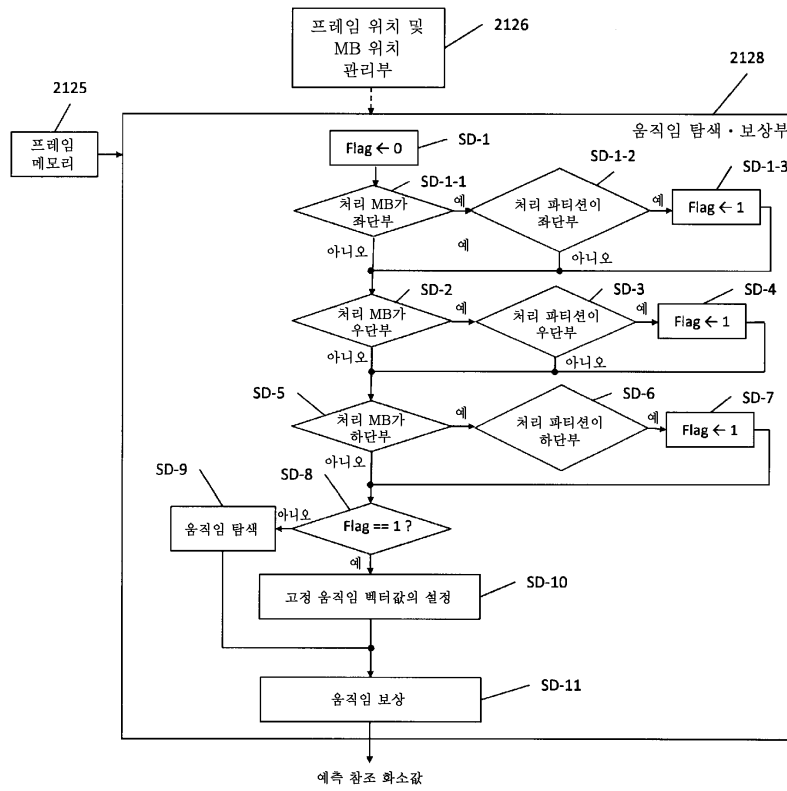 프레임 위치 및
MB 위치
관리부
2126
2128
2125
프레임
메모리
움직임 탐색·보상부
Flag ← 0
SD-1
SD-1-1
SD-1-2
SD-1-3
처리 MB가
좌단부
예
처리 파티션이
좌단부
예
Flag ← 1
아니오
예
아니오
SD-2
SD-3
SD-4
처리 MB가
우단부
예
처리 파티션이
우단부
예
Flag ← 1
아니오
아니오
SD-5
SD-6
SD-7
처리 MB가
하단부
예
처리 파티션이
하단부
예
Flag ← 1
아니오
SD-9
SD-8
움직임 탐색
아니오
Flag == 1 ?
예
고정 움직임 벡터값의 설정
SD-10
움직임 보상
SD-11
예측 참조 화소값